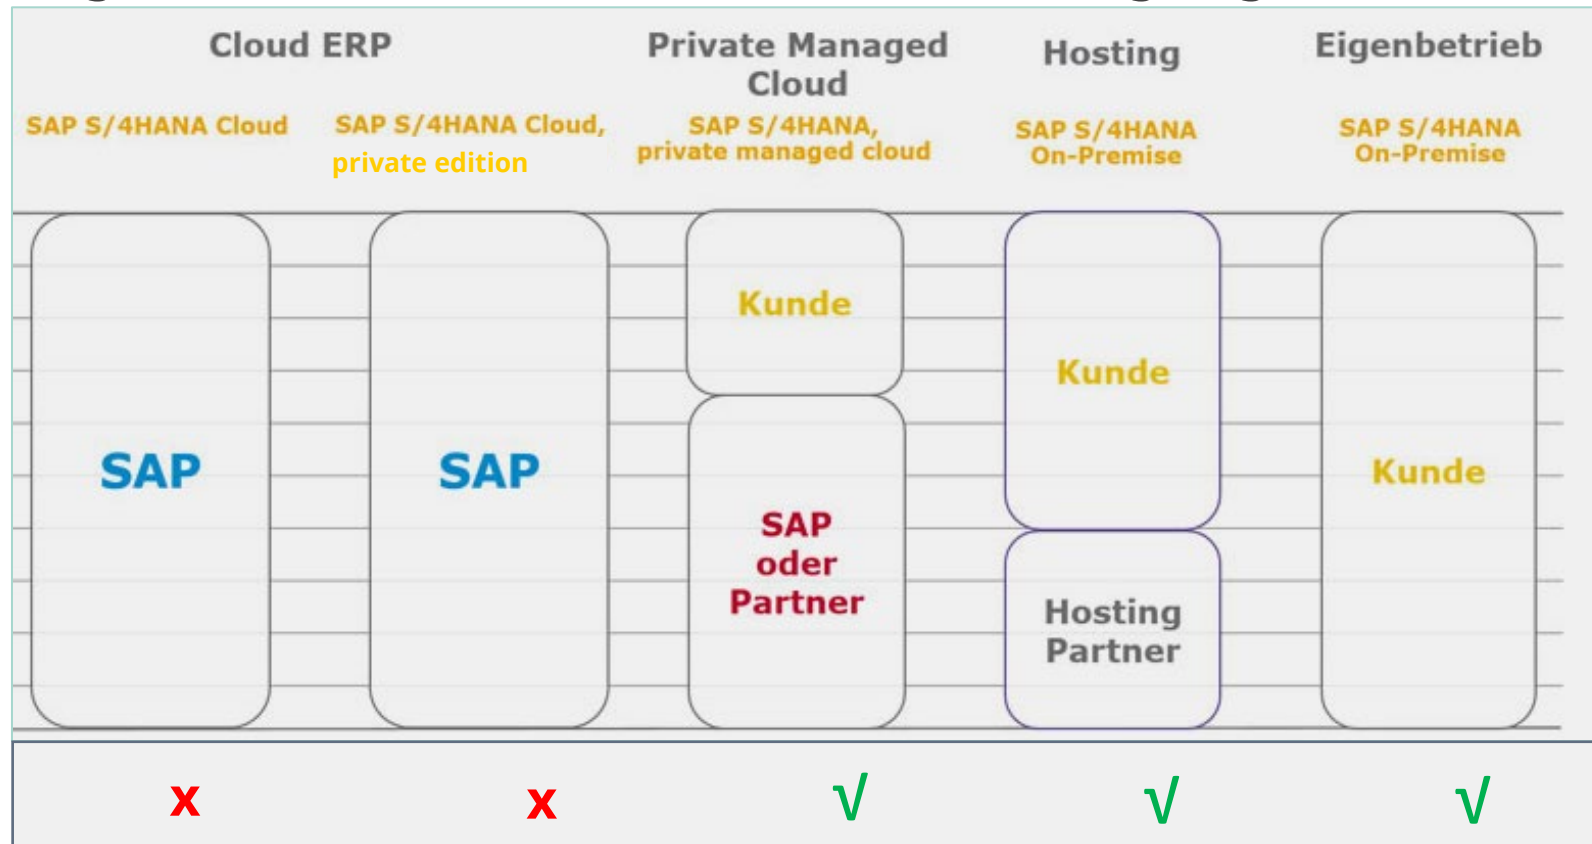 Cloud ERP
Private Managed
Cloud
Hosting
Eigenbetrieb
SAP S/4HANA Cloud
SAP S/4HANA Cloud,
private edition
SAP S/4HANA,
private managed cloud
SAP S/4HANA
On-Premise
SAP S/4HANA
On-Premise
SAP
SAP
Kunde
SAP
oder
Partner
Kunde
Hosting
Partner
Kunde
x
x
√
√
√